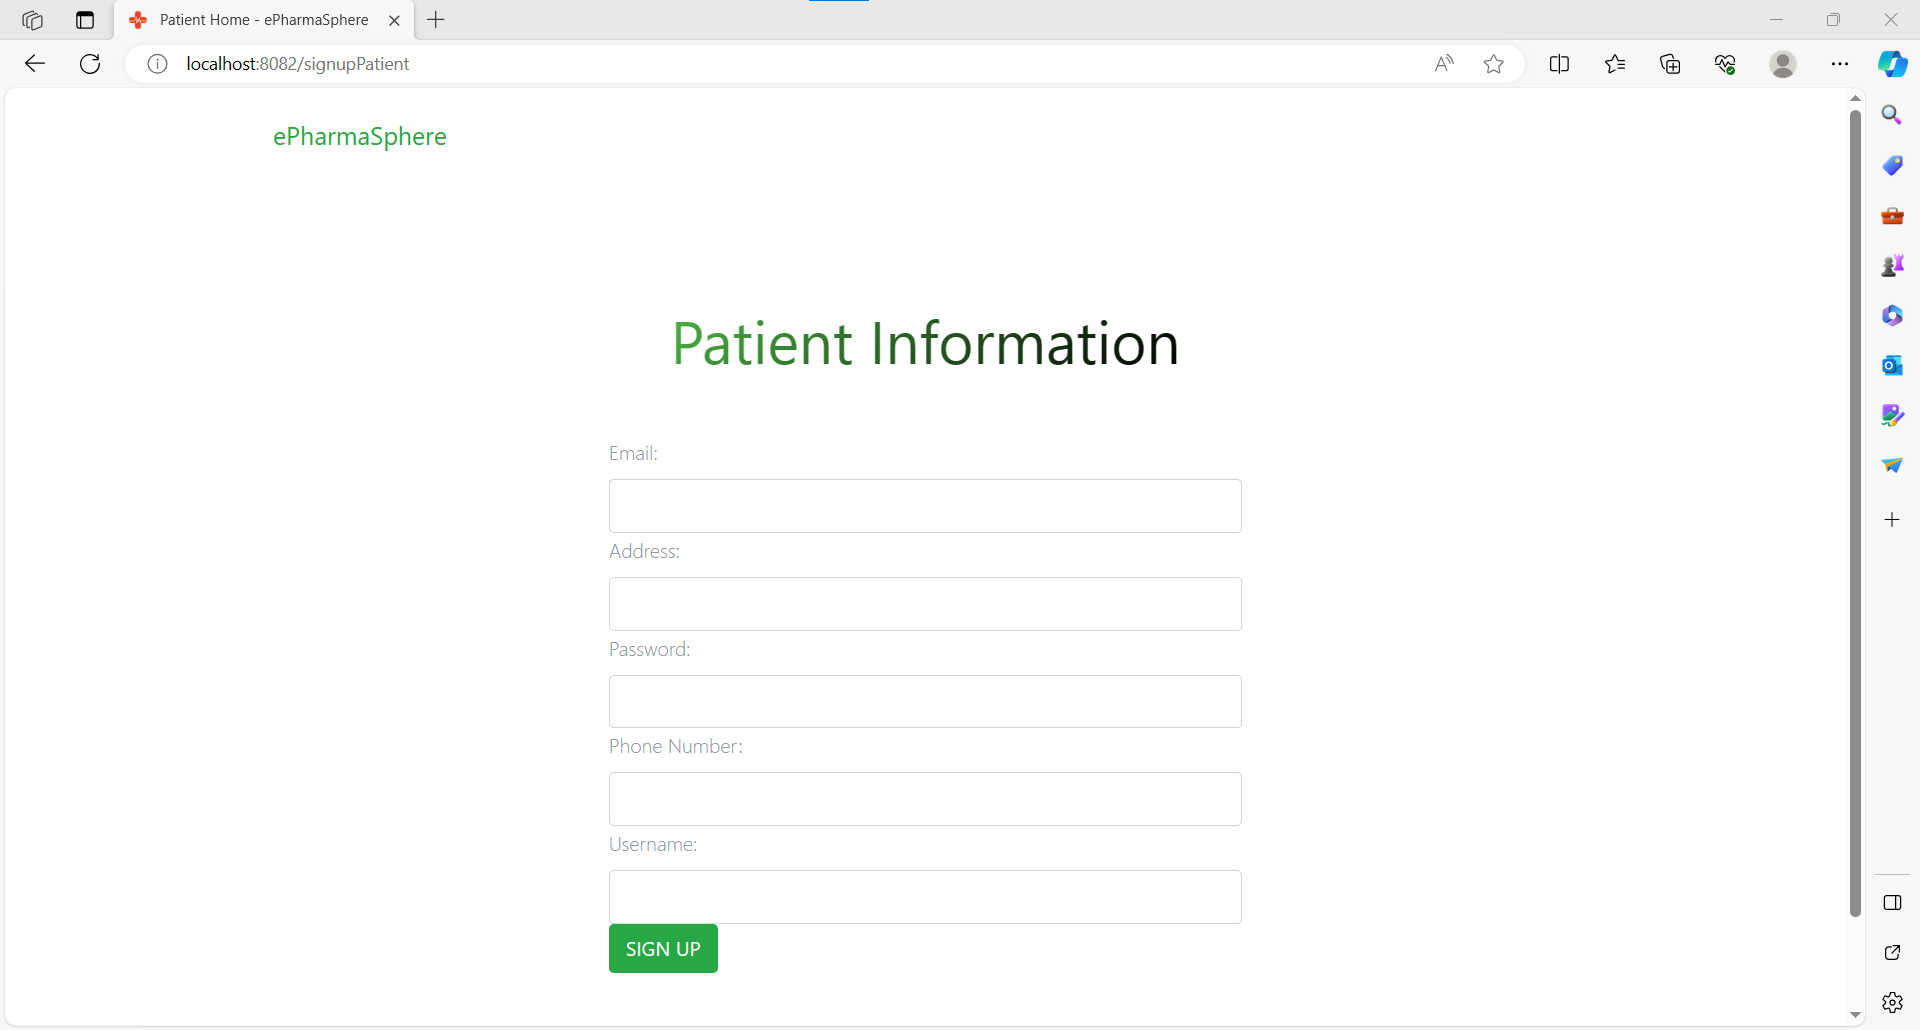 Patient Home - ePharmaSphere
localhost:8082/signupPatient
ePharmaSphere
Patient Information
Email:
Address:
Password:
Phone Number:
Username:
SIGN UP